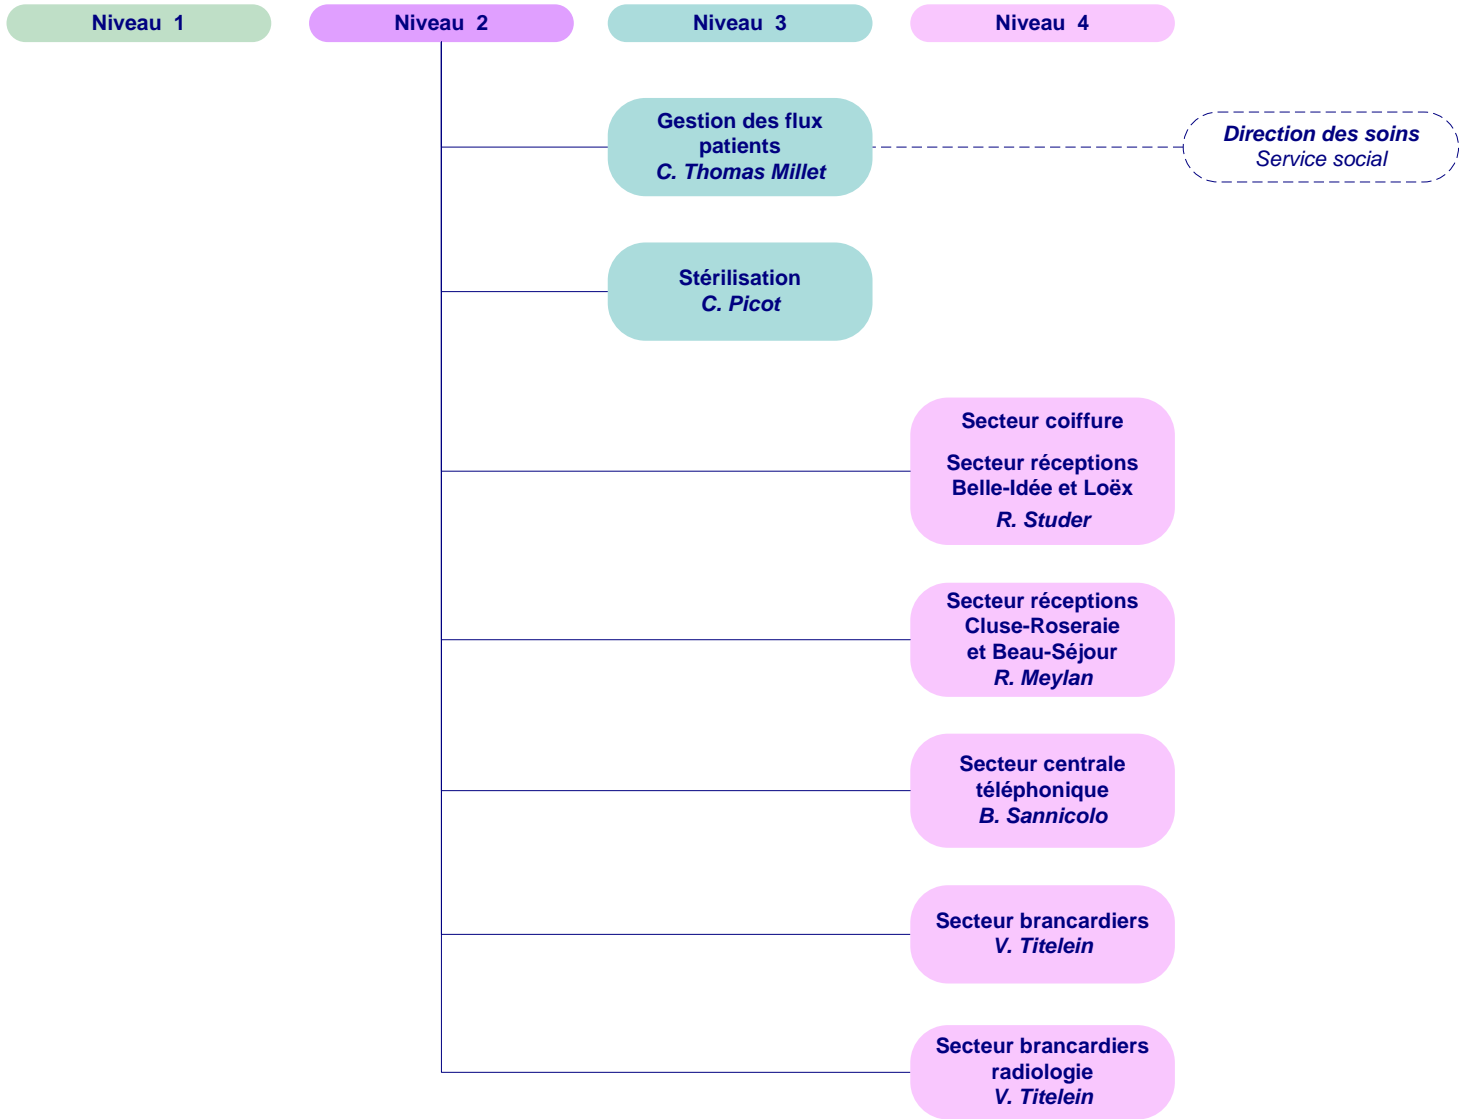 Niveau 1
Niveau 2
Niveau 3
Niveau 4
Gestion des flux
patients
C. Thomas Millet
Direction des soins
Service social
Stérilisation
C. Picot
Secteur coiffure
Secteur réceptions
Belle-Idée et Loëx
R. Studer
Secteur réceptions
Cluse-Roseraie
et Beau-Séjour
R. Meylan
Secteur centrale
téléphonique
B. Sannicolo
Secteur brancardiers
V. Titelein
Secteur brancardiers
radiologie
V. Titelein